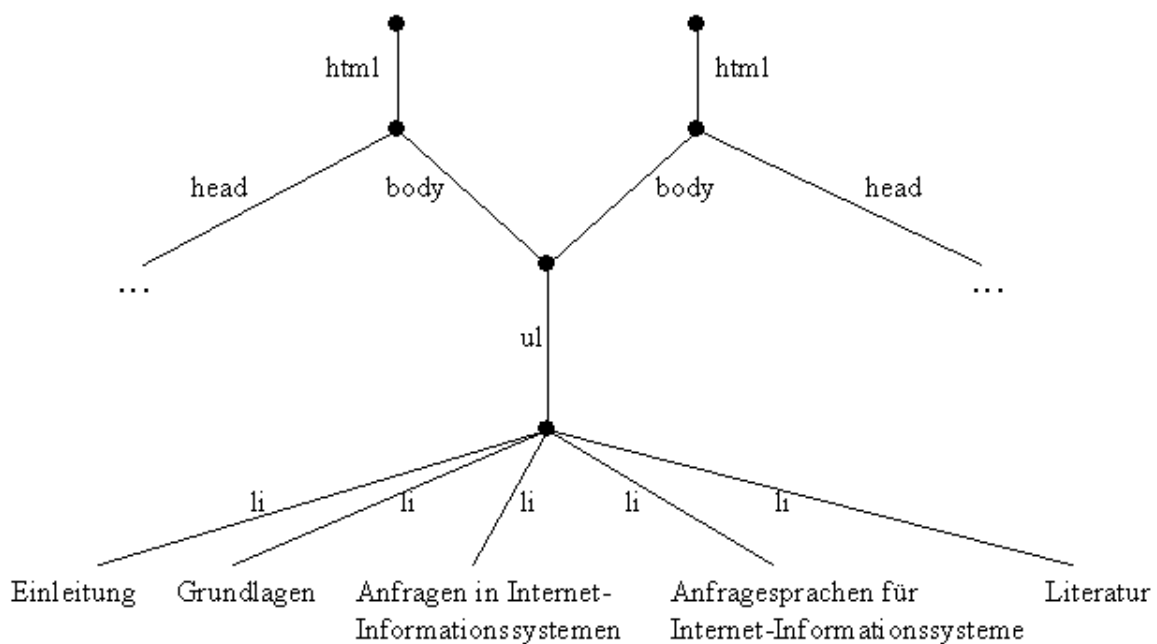 html html
head body body head
... ...
ul
li li li li li
Einleitung Grundlagen Anfragen in Internet- Anfragesprachen für Literatur
Informationssystemen Internet-Informationssysteme